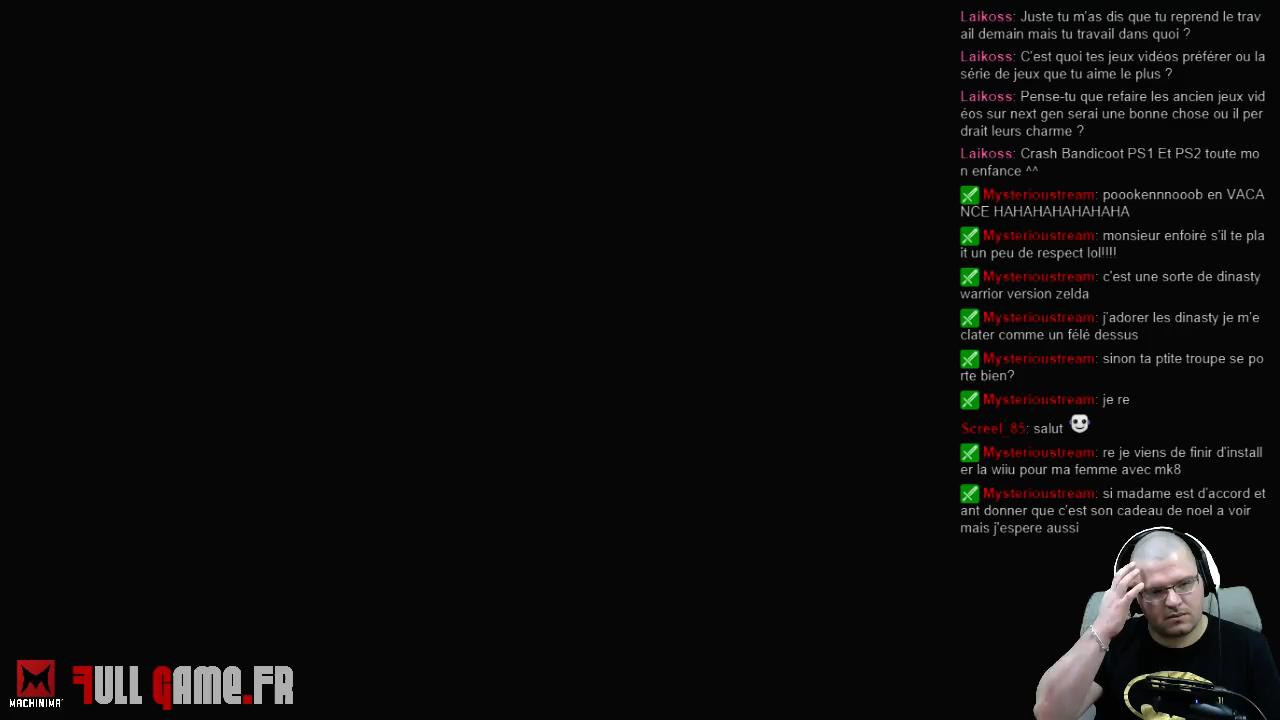 Laikoss: Juste tu m'as dis que tu reprend le trav
ail demain mais tu travail dans quoi ?
Laikoss: C'est quoi tes jeux vidéos préférer ou la
série de jeux que tu aime le plus ?
Laikoss: Pense-tu que refaire les ancien jeux vid
éos sur next gen serai une bonne chose ou il per
drait leurs charme ?
Laikoss: Crash Bandicoot PS1 Et PS2 toute mo
n enfance ^^
Mysterioustream: poookennnooob en VACA
NCE HAHAHAHAHAHAHA
Mysterioustream: monsieur enfoiré s'il te pla
it un peu de respect lol!!!!
Mysterioustream: c'est une sorte de dinasty
warrior version zelda
Mysterioustream: j'adorer les dinasty je m'e
clater comme un félé dessus
Mysterioustream: sinon ta ptite troupe se po
rte bien?
Mysterioustream: je re
Screel_85: salut
Mysterioustream: re je viens de finir d'install
er la wiiu pour ma femme avec mk8
Mysterioustream: si madame est d'accord et
ant donner que c'est son cadeau de noel a voir
mais j'espere aussi
MACHINIMA
FULL GAME.FR